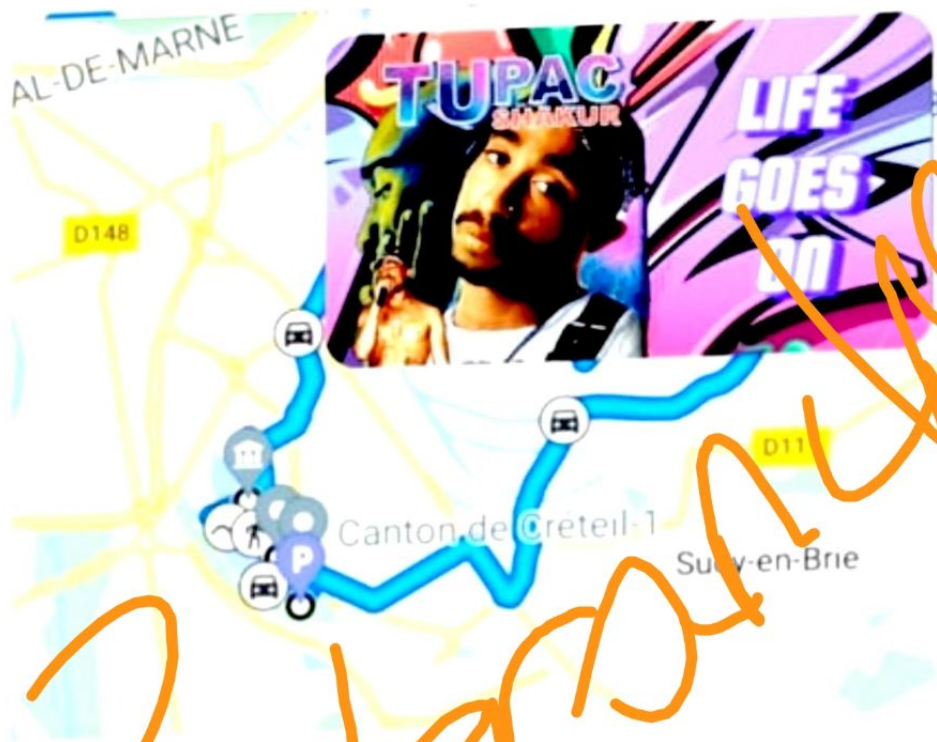 AL-DE-MARNE
TUPAC
SHAKUR
LIFE
GOES
ON
D148
D11
Canton de Créteil-1
Sucy-en-Brie
P